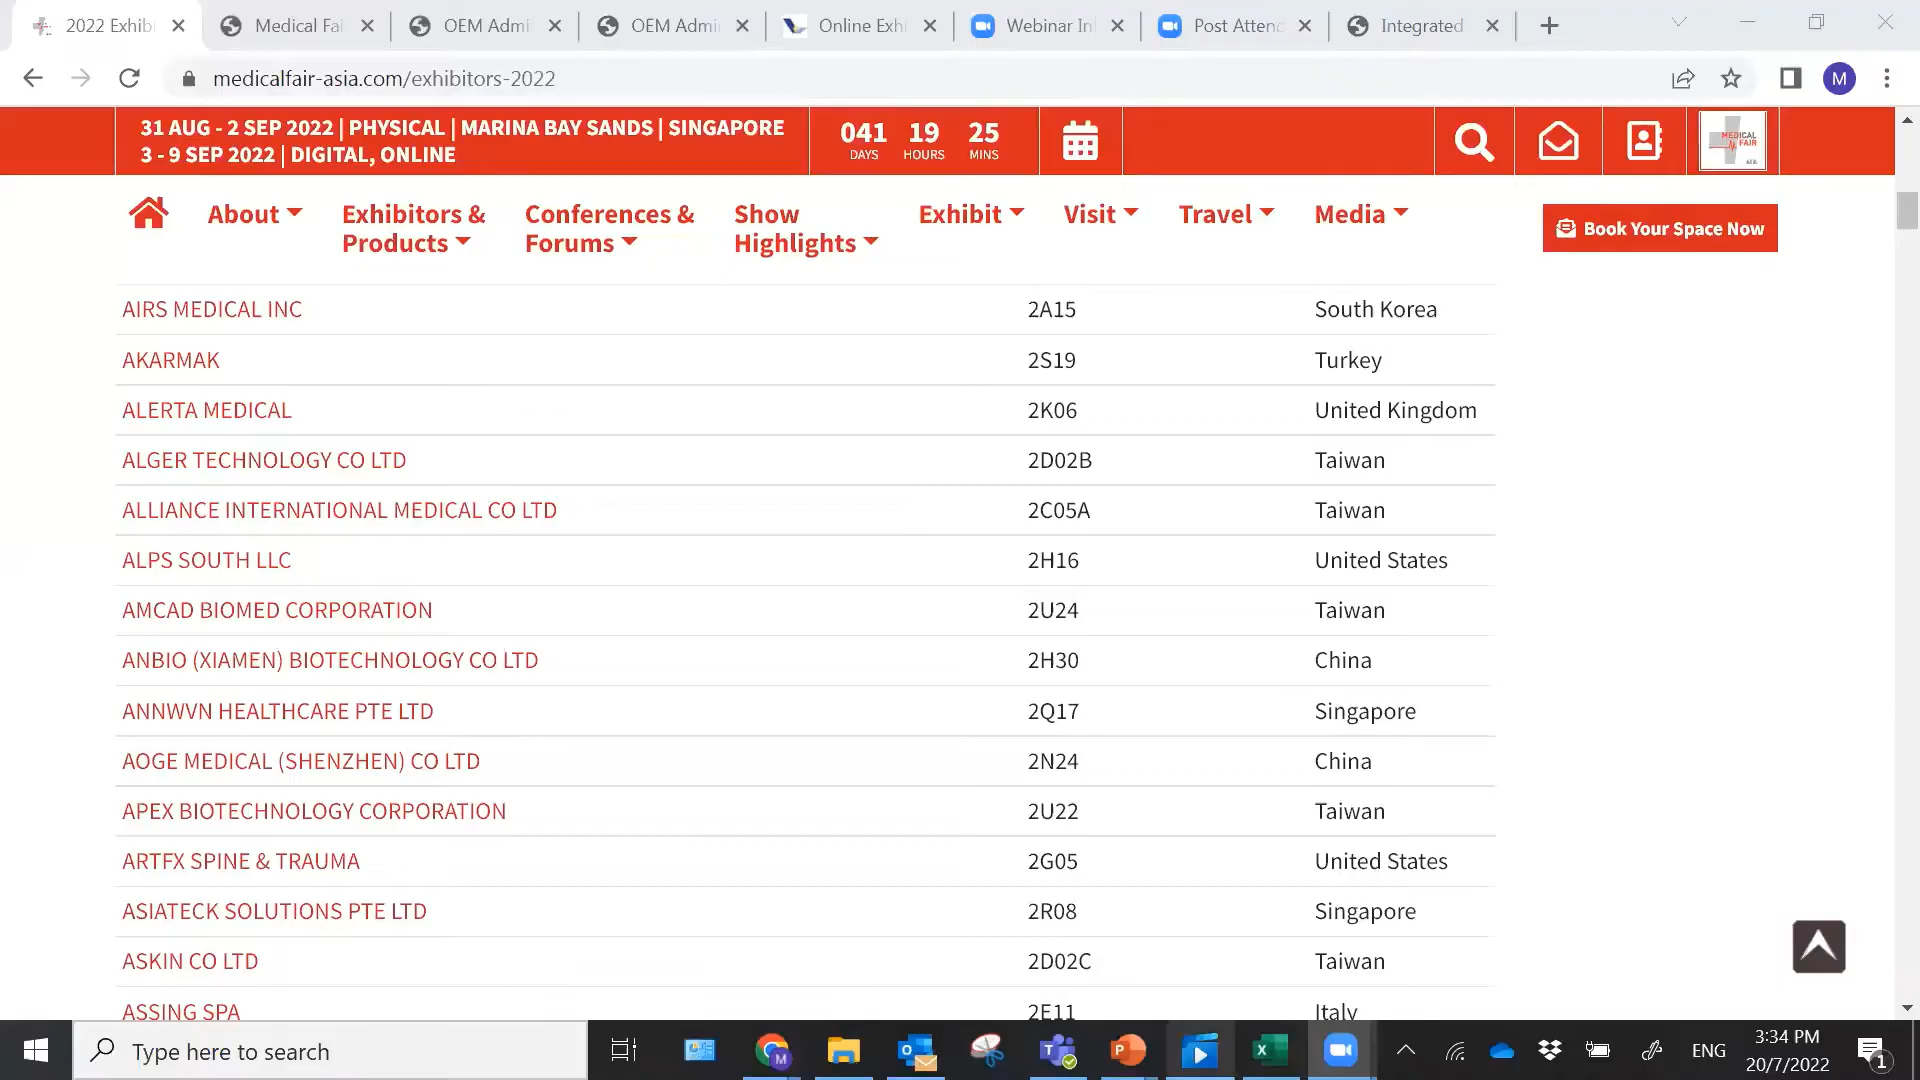 2022 Exhibi
Medical Fai
OEM Admi
OEM Admi
Online Exhi
Webinar In
Post Attend
Integrated
medicalfair-asia.com/exhibitors-2022
M
31 AUG - 2 SEP 2022 | PHYSICAL | MARINA BAY SANDS | SINGAPORE
3 - 9 SEP 2022 | DIGITAL, ONLINE
041 19 25
DAYS HOURS MINS
MEDICAL
FAIR
ASIA
About
Exhibitors &
Products
Conferences &
Forums
Show
Highlights
Exhibit
Visit
Travel
Media
Book Your Space Now
AIRS MEDICAL INC 2A15 South Korea
AKARMAK 2S19 Turkey
ALERTA MEDICAL 2K06 United Kingdom
ALGER TECHNOLOGY CO LTD 2D02B Taiwan
ALLIANCE INTERNATIONAL MEDICAL CO LTD 2C05A Taiwan
ALPS SOUTH LLC 2H16 United States
AMCAD BIOMED CORPORATION 2U24 Taiwan
ANBIO (XIAMEN) BIOTECHNOLOGY CO LTD 2H30 China
ANNWVN HEALTHCARE PTE LTD 2Q17 Singapore
AOGE MEDICAL (SHENZHEN) CO LTD 2N24 China
APEX BIOTECHNOLOGY CORPORATION 2U22 Taiwan
ARTFX SPINE & TRAUMA 2G05 United States
ASIATECK SOLUTIONS PTE LTD 2R08 Singapore
ASKIN CO LTD 2D02C Taiwan
ASSING SPA 2E11 Italy
Type here to search
ENG
3:34 PM
20/7/2022
1